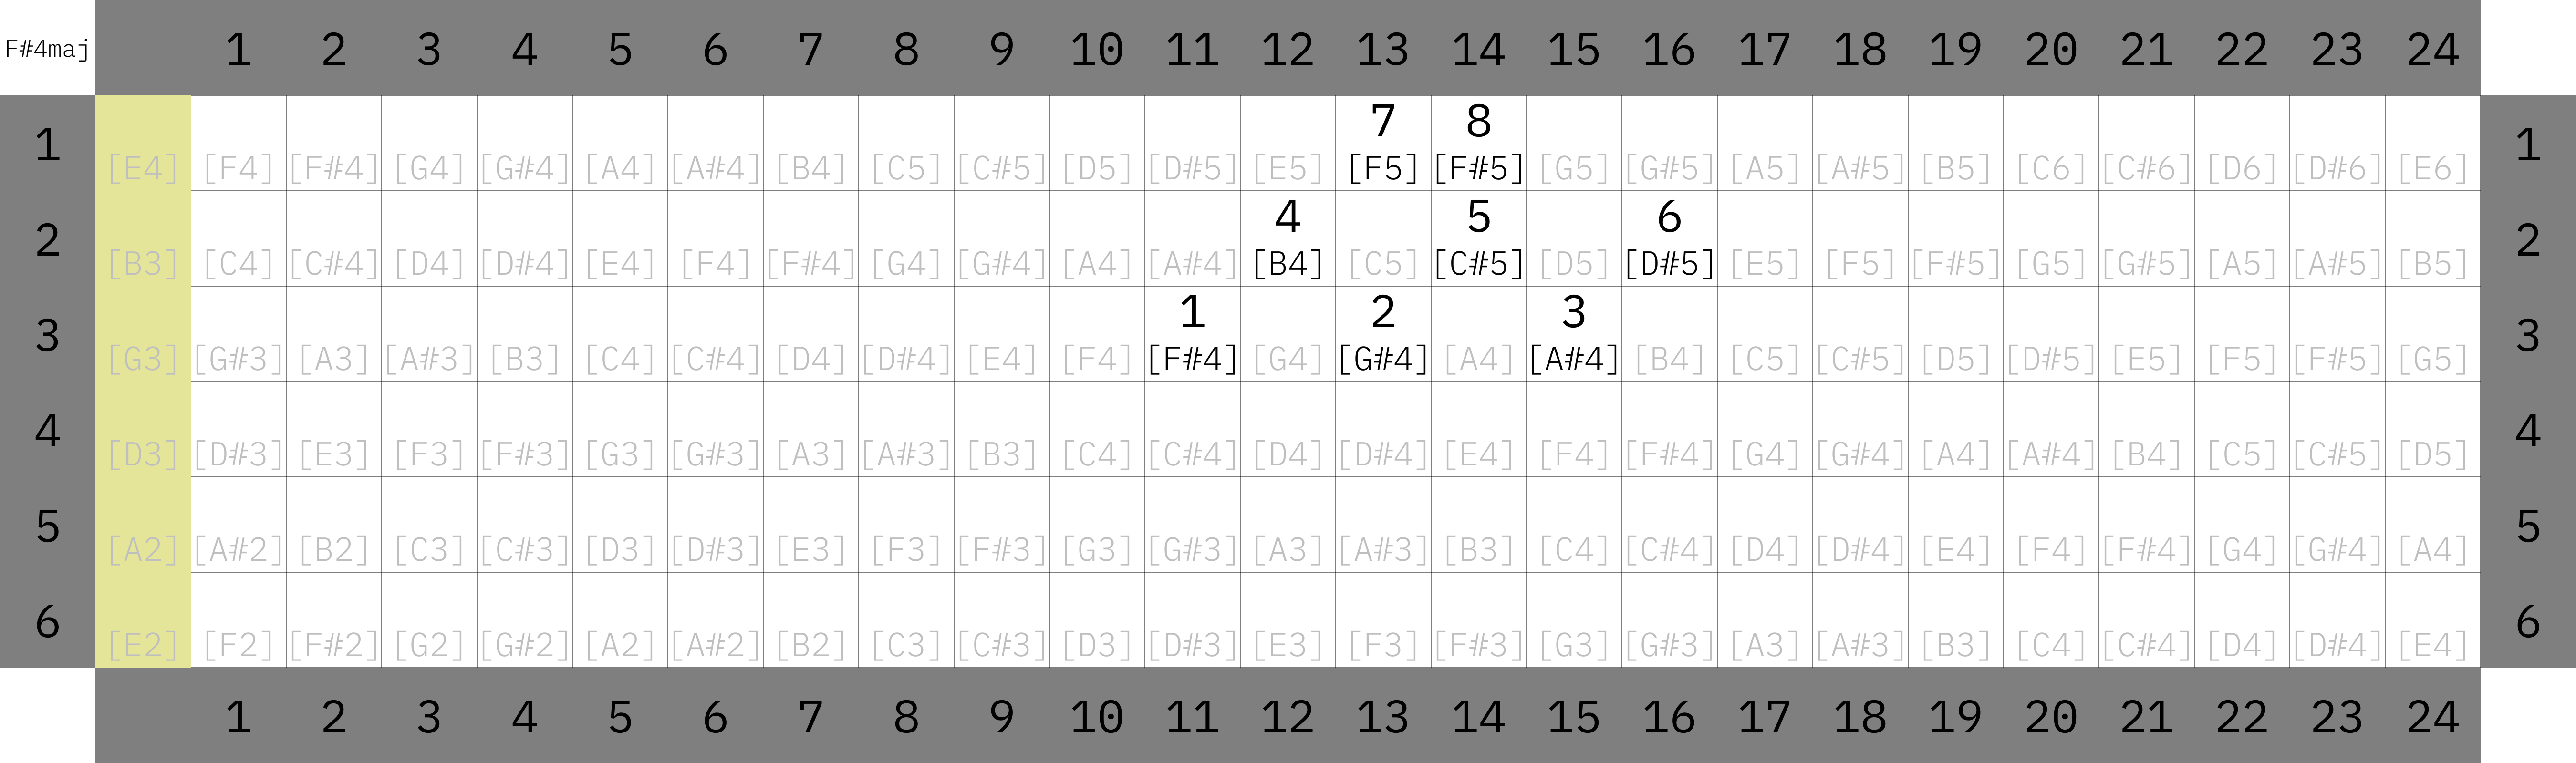 F#4maj 1 2 3 4 5 6 7 8 9 10 11 12 13 14 15 16 17 18 19 20 21 22 23 24
7 8
1 [E4] [F4] [F#4] [G4] [G#4] [A4] [A#4] [B4] [C5] [C#5] [D5] [D#5] [E5] [F5] [F#5] [G5] [G#5] [A5] [A#5] [B5] [C6] [C#6] [D6] [D#6] [E6] 1
4 5 6
2 [B3] [C4] [C#4] [D4] [D#4] [E4] [F4] [F#4] [G4] [G#4] [A4] [A#4] [B4] [C5] [C#5] [D5] [D#5] [E5] [F5] [F#5] [G5] [G#5] [A5] [A#5] [B5] 2
1 2 3
3 [G3] [G#3] [A3] [A#3] [B3] [C4] [C#4] [D4] [D#4] [E4] [F4] [F#4] [G4] [G#4] [A4] [A#4] [B4] [C5] [C#5] [D5] [D#5] [E5] [F5] [F#5] [G5] 3
4 [D3] [D#3] [E3] [F3] [F#3] [G3] [G#3] [A3] [A#3] [B3] [C4] [C#4] [D4] [D#4] [E4] [F4] [F#4] [G4] [G#4] [A4] [A#4] [B4] [C5] [C#5] [D5] 4
5 [A2] [A#2] [B2] [C3] [C#3] [D3] [D#3] [E3] [F3] [F#3] [G3] [G#3] [A3] [A#3] [B3] [C4] [C#4] [D4] [D#4] [E4] [F4] [F#4] [G4] [G#4] [A4] 5
6 [E2] [F2] [F#2] [G2] [G#2] [A2] [A#2] [B2] [C3] [C#3] [D3] [D#3] [E3] [F3] [F#3] [G3] [G#3] [A3] [A#3] [B3] [C4] [C#4] [D4] [D#4] [E4] 6
1 2 3 4 5 6 7 8 9 10 11 12 13 14 15 16 17 18 19 20 21 22 23 24